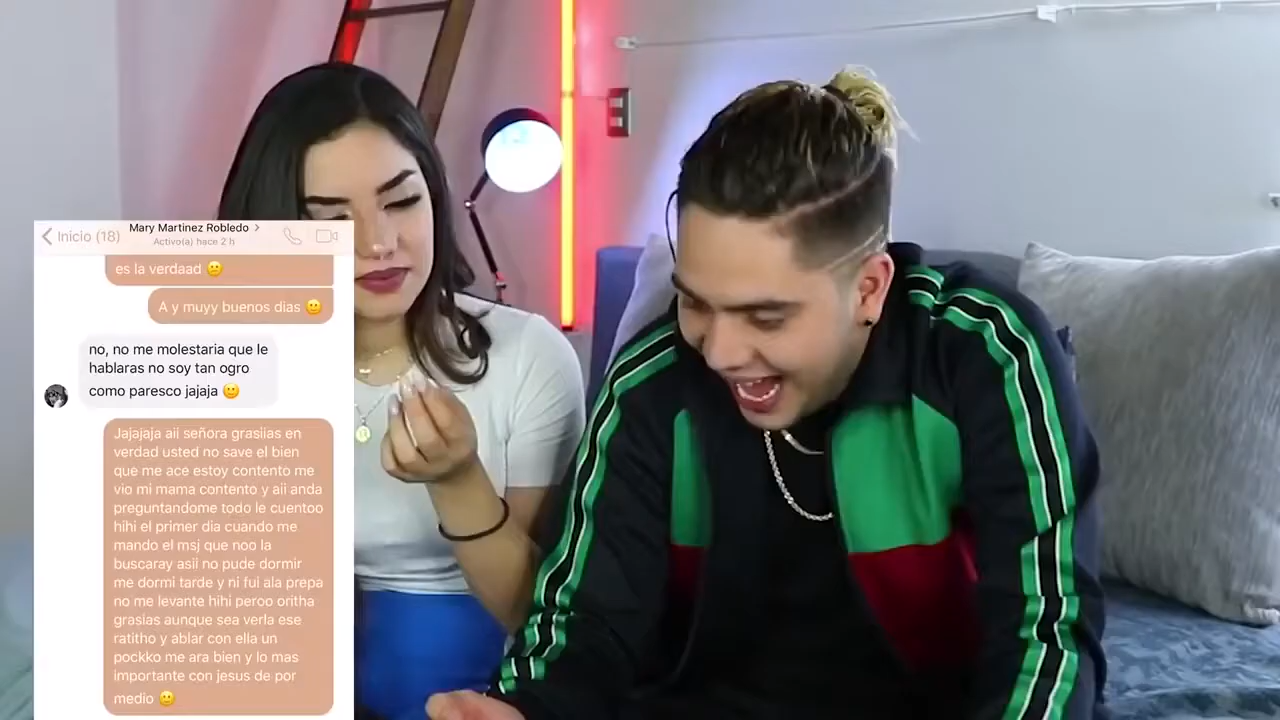 Inicio (18)
Mary Martinez Robledo
Activo(a) hace 2 h
es la verdaad 🙁
A y muyy buenos dias 🙂
no, no me molestaria que le
hablaras no soy tan ogro
como paresco jajaja 🙂
Jajajaja aii señora grasiias en
verdad usted no save el bien
que me ace estoy contento me
vio mi mama contento y aii anda
preguntandome todo le cuentoo
hihi el primer dia cuando me
mando el msj que noo la
buscaray asii no pude dormir
me dormi tarde y ni fui ala prepa
no me levante hihi peroo oritha
grasias aunque sea verla ese
ratitho y ablar con ella un
pockko me ara bien y lo mas
importante con jesus de por
medio 🙂